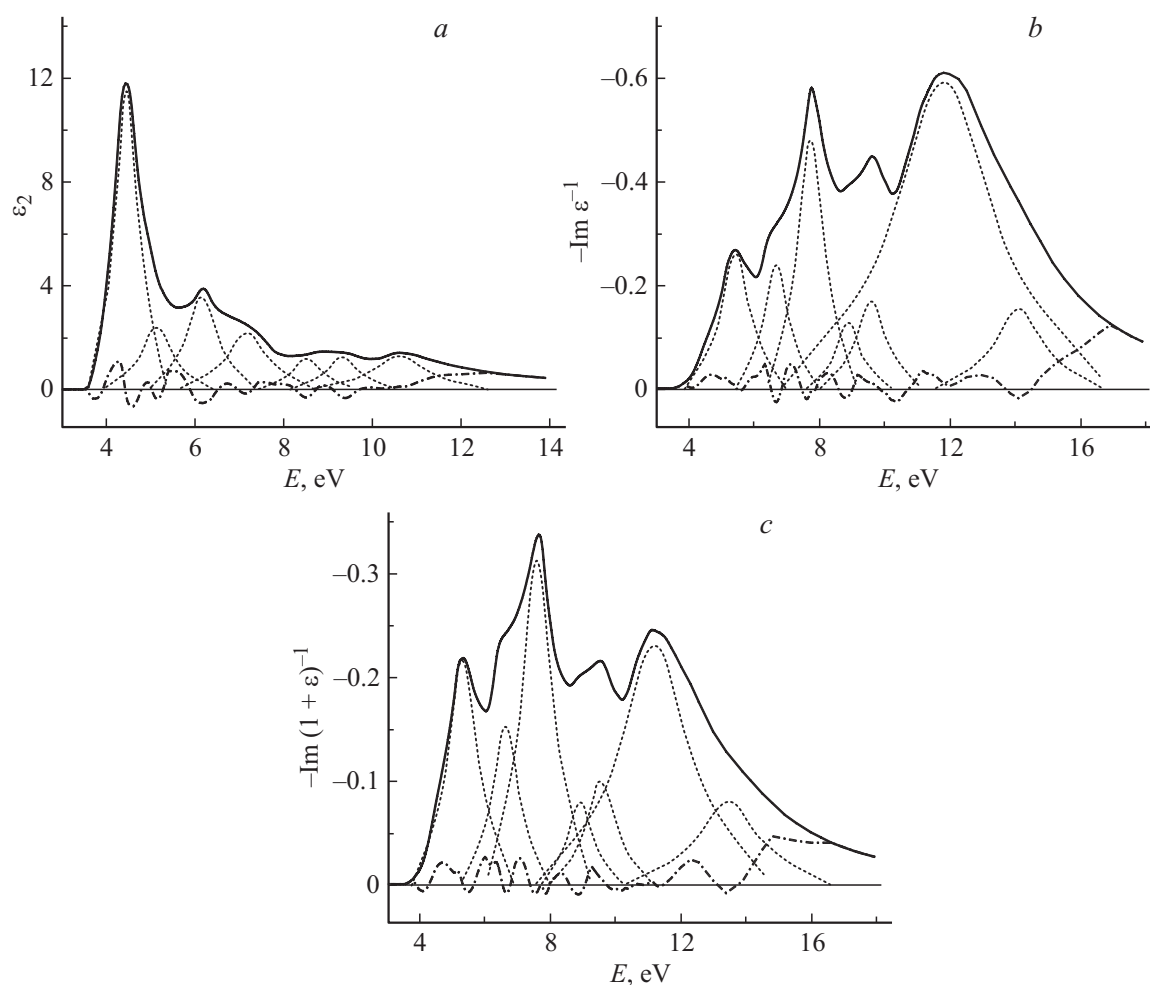 a
12
8
4
0
ε₂
4 6 8 10 12 14
E, eV
b
–0.6
–0.4
–0.2
0
–Im ε⁻¹
4 8 12 16
E, eV
c
–0.3
–0.2
–0.1
0
–Im (1 + ε)⁻¹
4 8 12 16
E, eV